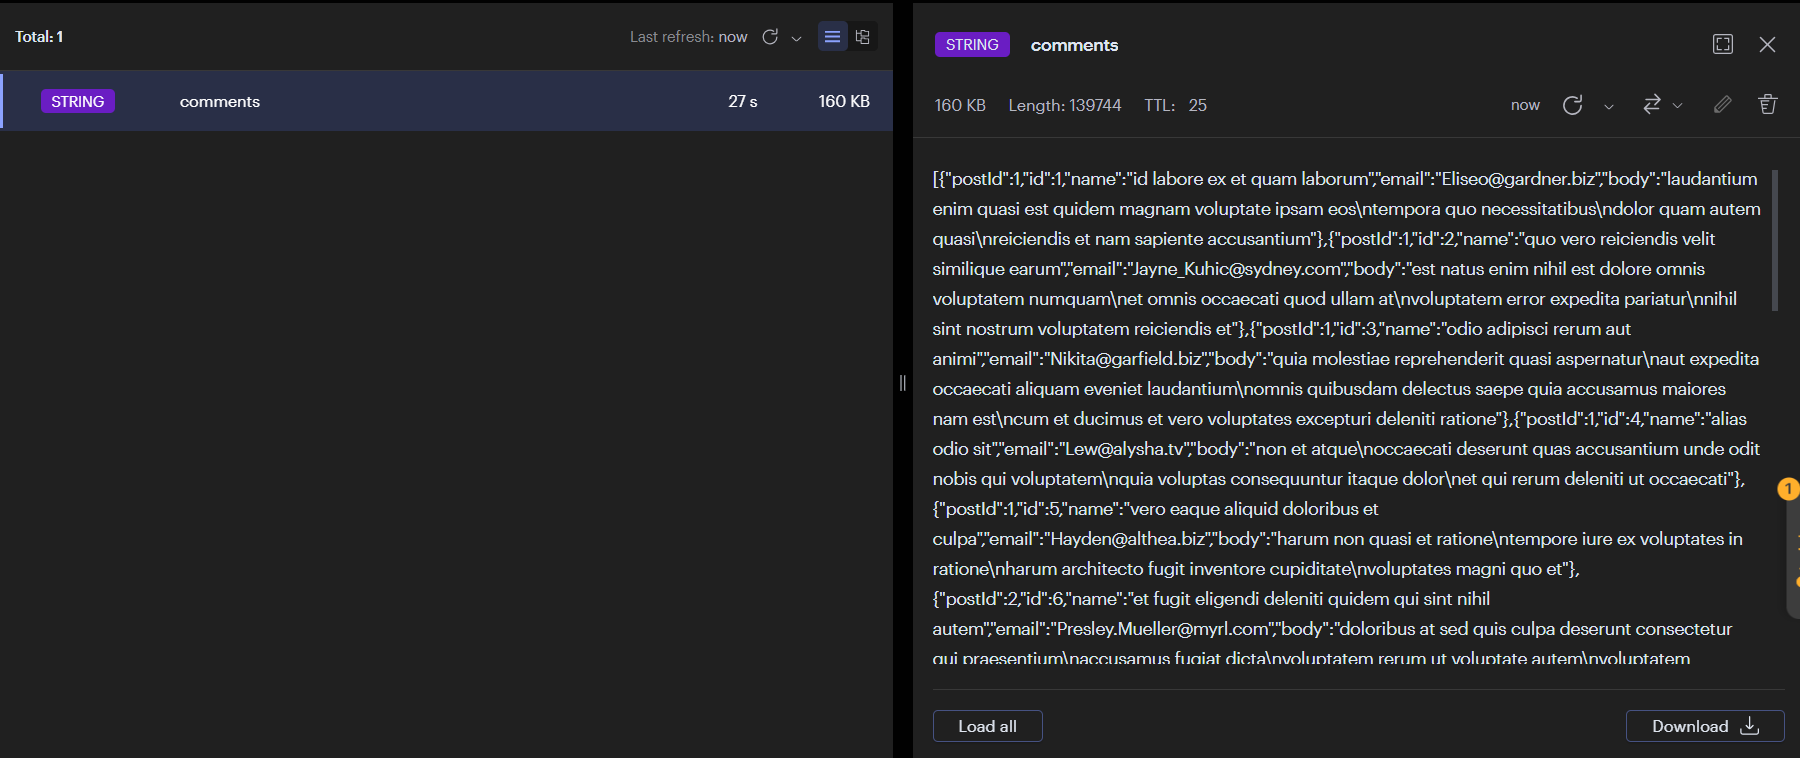 Total: 1
Last refresh: now
STRING comments 27 s 160 KB
STRING comments
160 KB Length: 139744 TTL: 25 now
[{"postId":1,"id":1,"name":"id labore ex et quam laborum","email":"Eliseo@gardner.biz","body":"laudantium
enim quasi est quidem magnam voluptate ipsam eos\ntempora quo necessitatibus\ndolor quam autem
quasi\nreiciendis et nam sapiente accusantium"},{"postId":1,"id":2,"name":"quo vero reiciendis velit
similique earum","email":"Jayne_Kuhic@sydney.com","body":"est natus enim nihil est dolore omnis
voluptatem numquam\net omnis occaecati quod ullam at\nvoluptatem error expedita pariatur\nnihil
sint nostrum voluptatem reiciendis et"},{"postId":1,"id":3,"name":"odio adipisci rerum aut
animi","email":"Nikita@garfield.biz","body":"quia molestiae reprehenderit quasi aspernatur\naut expedita
occaecati aliquam eveniet laudantium\nomnis quibusdam delectus saepe quia accusamus maiores
nam est\ncum et ducimus et vero voluptates excepturi deleniti ratione"},{"postId":1,"id":4,"name":"alias
odio sit","email":"Lew@alysha.tv","body":"non et atque\noccaecati deserunt quas accusantium unde odit
nobis qui voluptatem\nquia voluptas consequuntur itaque dolor\net qui rerum deleniti ut occaecati"},
{"postId":1,"id":5,"name":"vero eaque aliquid doloribus et
culpa","email":"Hayden@althea.biz","body":"harum non quasi et ratione\ntempore iure ex voluptates in
ratione\nharum architecto fugit inventore cupiditate\nvoluptates magni quo et"},
{"postId":2,"id":6,"name":"et fugit eligendi deleniti quidem qui sint nihil
autem","email":"Presley.Mueller@myrl.com","body":"doloribus at sed quis culpa deserunt consectetur
qui praesentium\naccusamus fugiat dicta\nvoluptatem rerum ut voluptate autem\nvoluptatem
1
Load all
Download